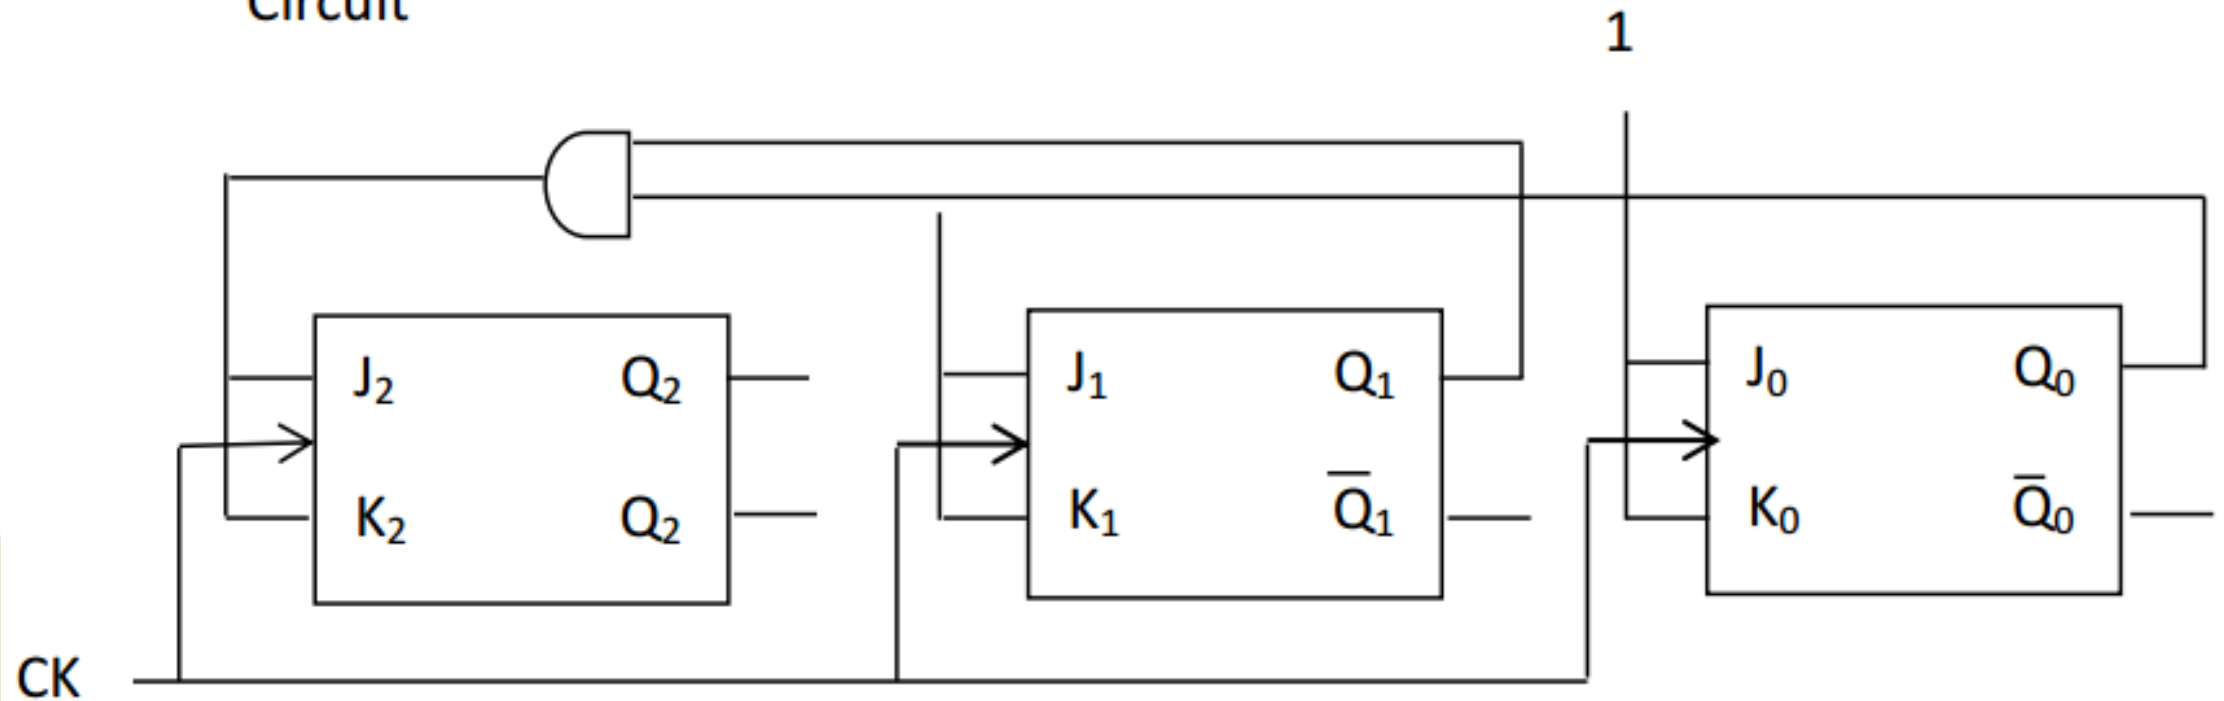 Circuit
1
J₂ Q₂ J₁ Q₁ J₀ Q₀
K₂ Q₂ K₁ Q̅₁ K₀ Q̅₀
CK